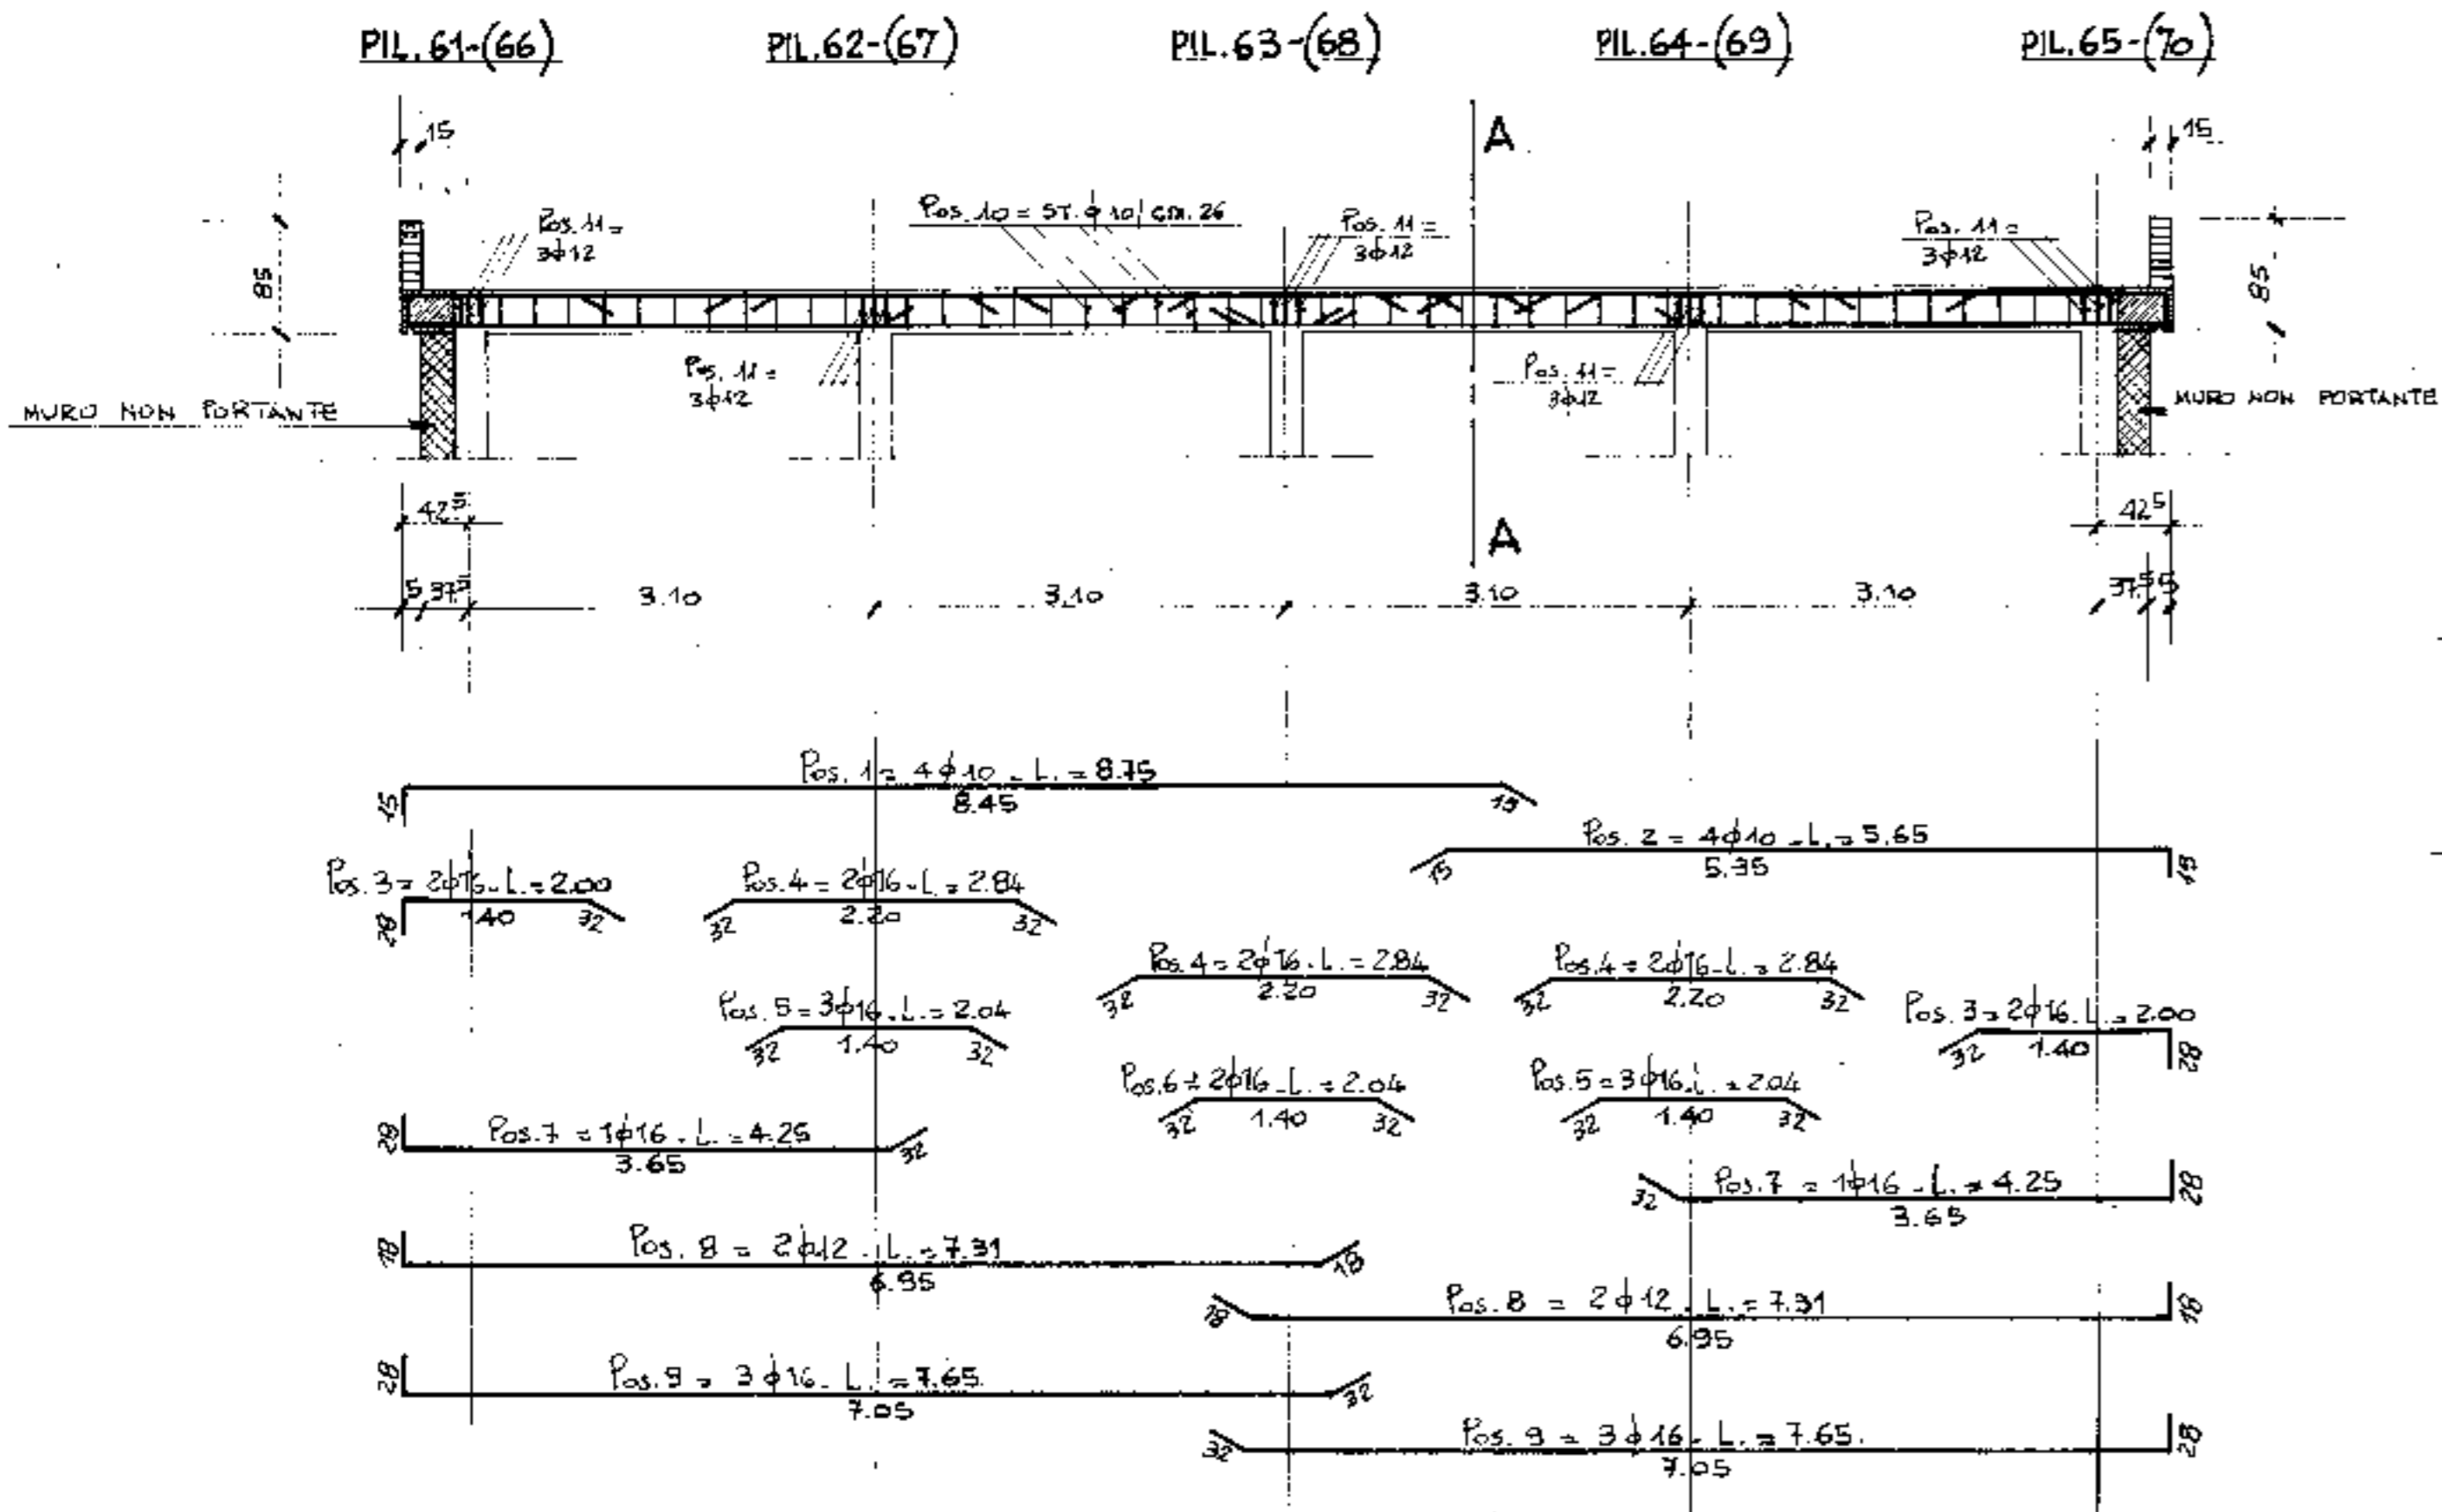 PIL.61-(66) PIL.62-(67) PIL.63-(68) PIL.64-(69) PIL.65-(70)
15 A 15
Pos.11= Pos.10 = ST.ϕ10/cm.26 Pos.11= Pos.11=
3ϕ12 3ϕ12 3ϕ12
85 85
Pos.11= Pos.11=
3ϕ12 3ϕ12
MURO NON PORTANTE MURO NON PORTANTE
42⁵ 42⁵
A
5 37⁵ 3.10 3.10 3.10 3.10 37⁵ 5
Pos.1= 4ϕ10 - L. = 8.75
15 8.45 15
Pos.2 = 4ϕ10 - L. = 5.65
15 5.35 15
Pos.3= 2ϕ16 - L. = 2.00 Pos.4 = 2ϕ16 - L. = 2.84
28 1.40 32 32 2.20 32
Pos.4 = 2ϕ16 - L. = 2.84 Pos.4 = 2ϕ16 - L. = 2.84
32 2.20 32 32 2.20 32
Pos.5 = 3ϕ16 - L. = 2.04 Pos.3 = 2ϕ16 - L. = 2.00
32 1.40 32 32 1.40 28
Pos.6 = 2ϕ16 - L. = 2.04 Pos.5 = 3ϕ16 - L. = 2.04
32 1.40 32 32 1.40 32
Pos.7 = 1ϕ16 - L. = 4.25
28 3.65 32
Pos.7 = 1ϕ16 - L. = 4.25
32 3.65 28
Pos.8 = 2ϕ12 - L. = 7.31
18 6.95 18
Pos.8 = 2ϕ12 - L. = 7.31
18 6.95 18
Pos.9 = 3ϕ16 - L. = 7.65
28 7.05 32
Pos.9 = 3ϕ16 - L. = 7.65
32 7.05 28